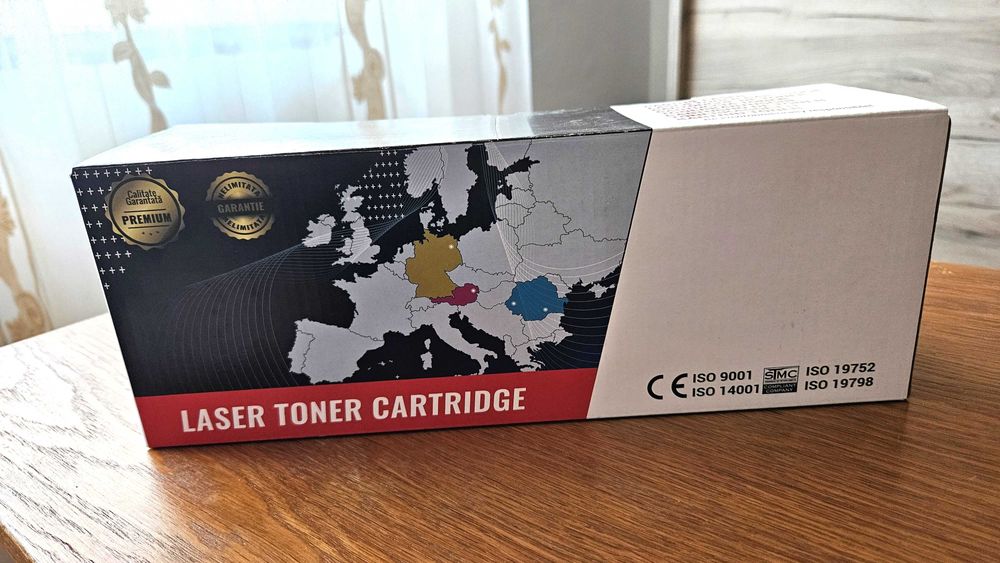 Calitate
Garantată
PREMIUM
NELIMITATĂ
GARANȚIE
NELIMITATĂ
LASER TONER CARTRIDGE
CE
ISO 9001
ISO 14001
STMC
COMPLIANT
COMPANY
ISO 19752
ISO 19798